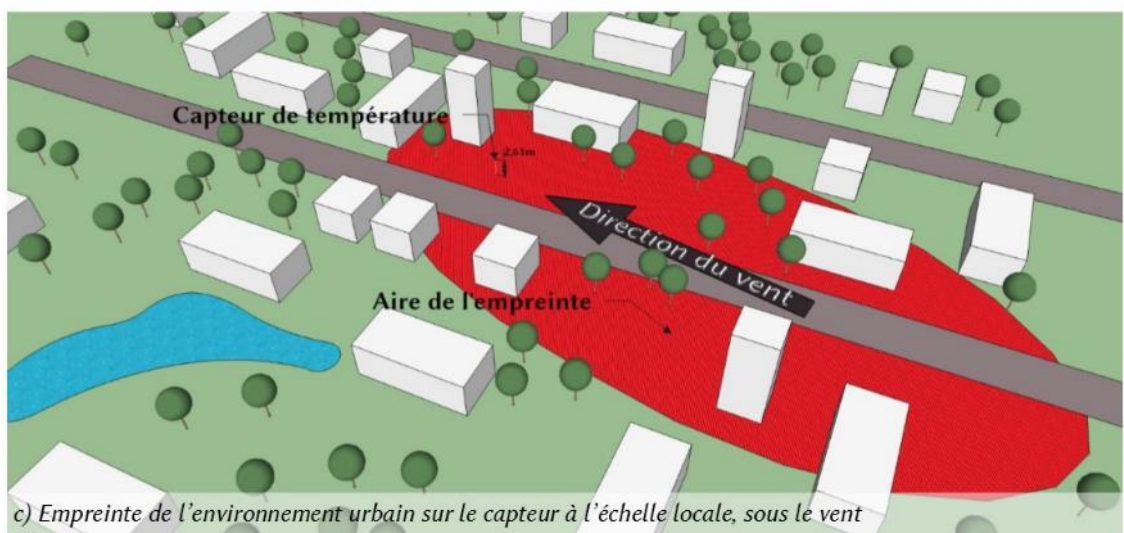 Capteur de température
2,61m
Direction du vent
Aire de l'empreinte
c) Empreinte de l'environnement urbain sur le capteur à l'échelle locale, sous le vent